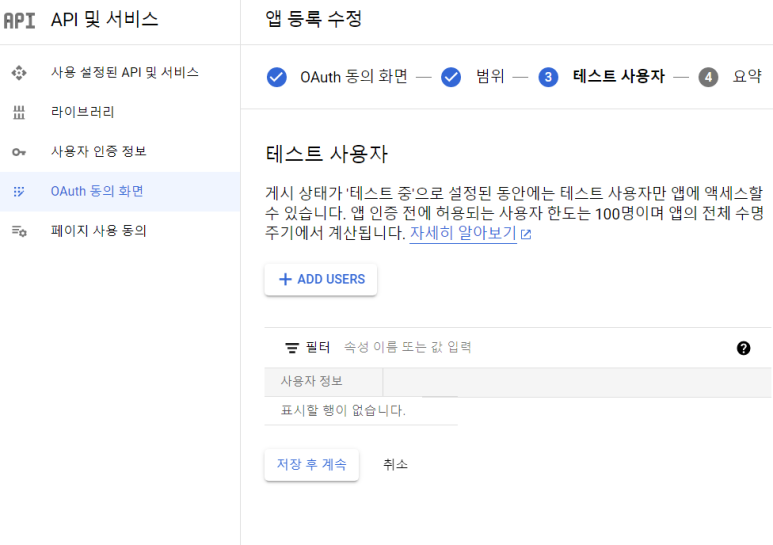 API API 및 서비스
앱 등록 수정
사용 설정된 API 및 서비스
라이브러리
사용자 인증 정보
OAuth 동의 화면
페이지 사용 동의
OAuth 동의 화면 — 범위 — 3 테스트 사용자 — 4 요약
테스트 사용자
게시 상태가 '테스트 중'으로 설정된 동안에는 테스트 사용자만 앱에 액세스할
수 있습니다. 앱 인증 전에 허용되는 사용자 한도는 100명이며 앱의 전체 수명
주기에서 계산됩니다. 자세히 알아보기
+ ADD USERS
필터 속성 이름 또는 값 입력
사용자 정보
표시할 행이 없습니다.
저장 후 계속 취소